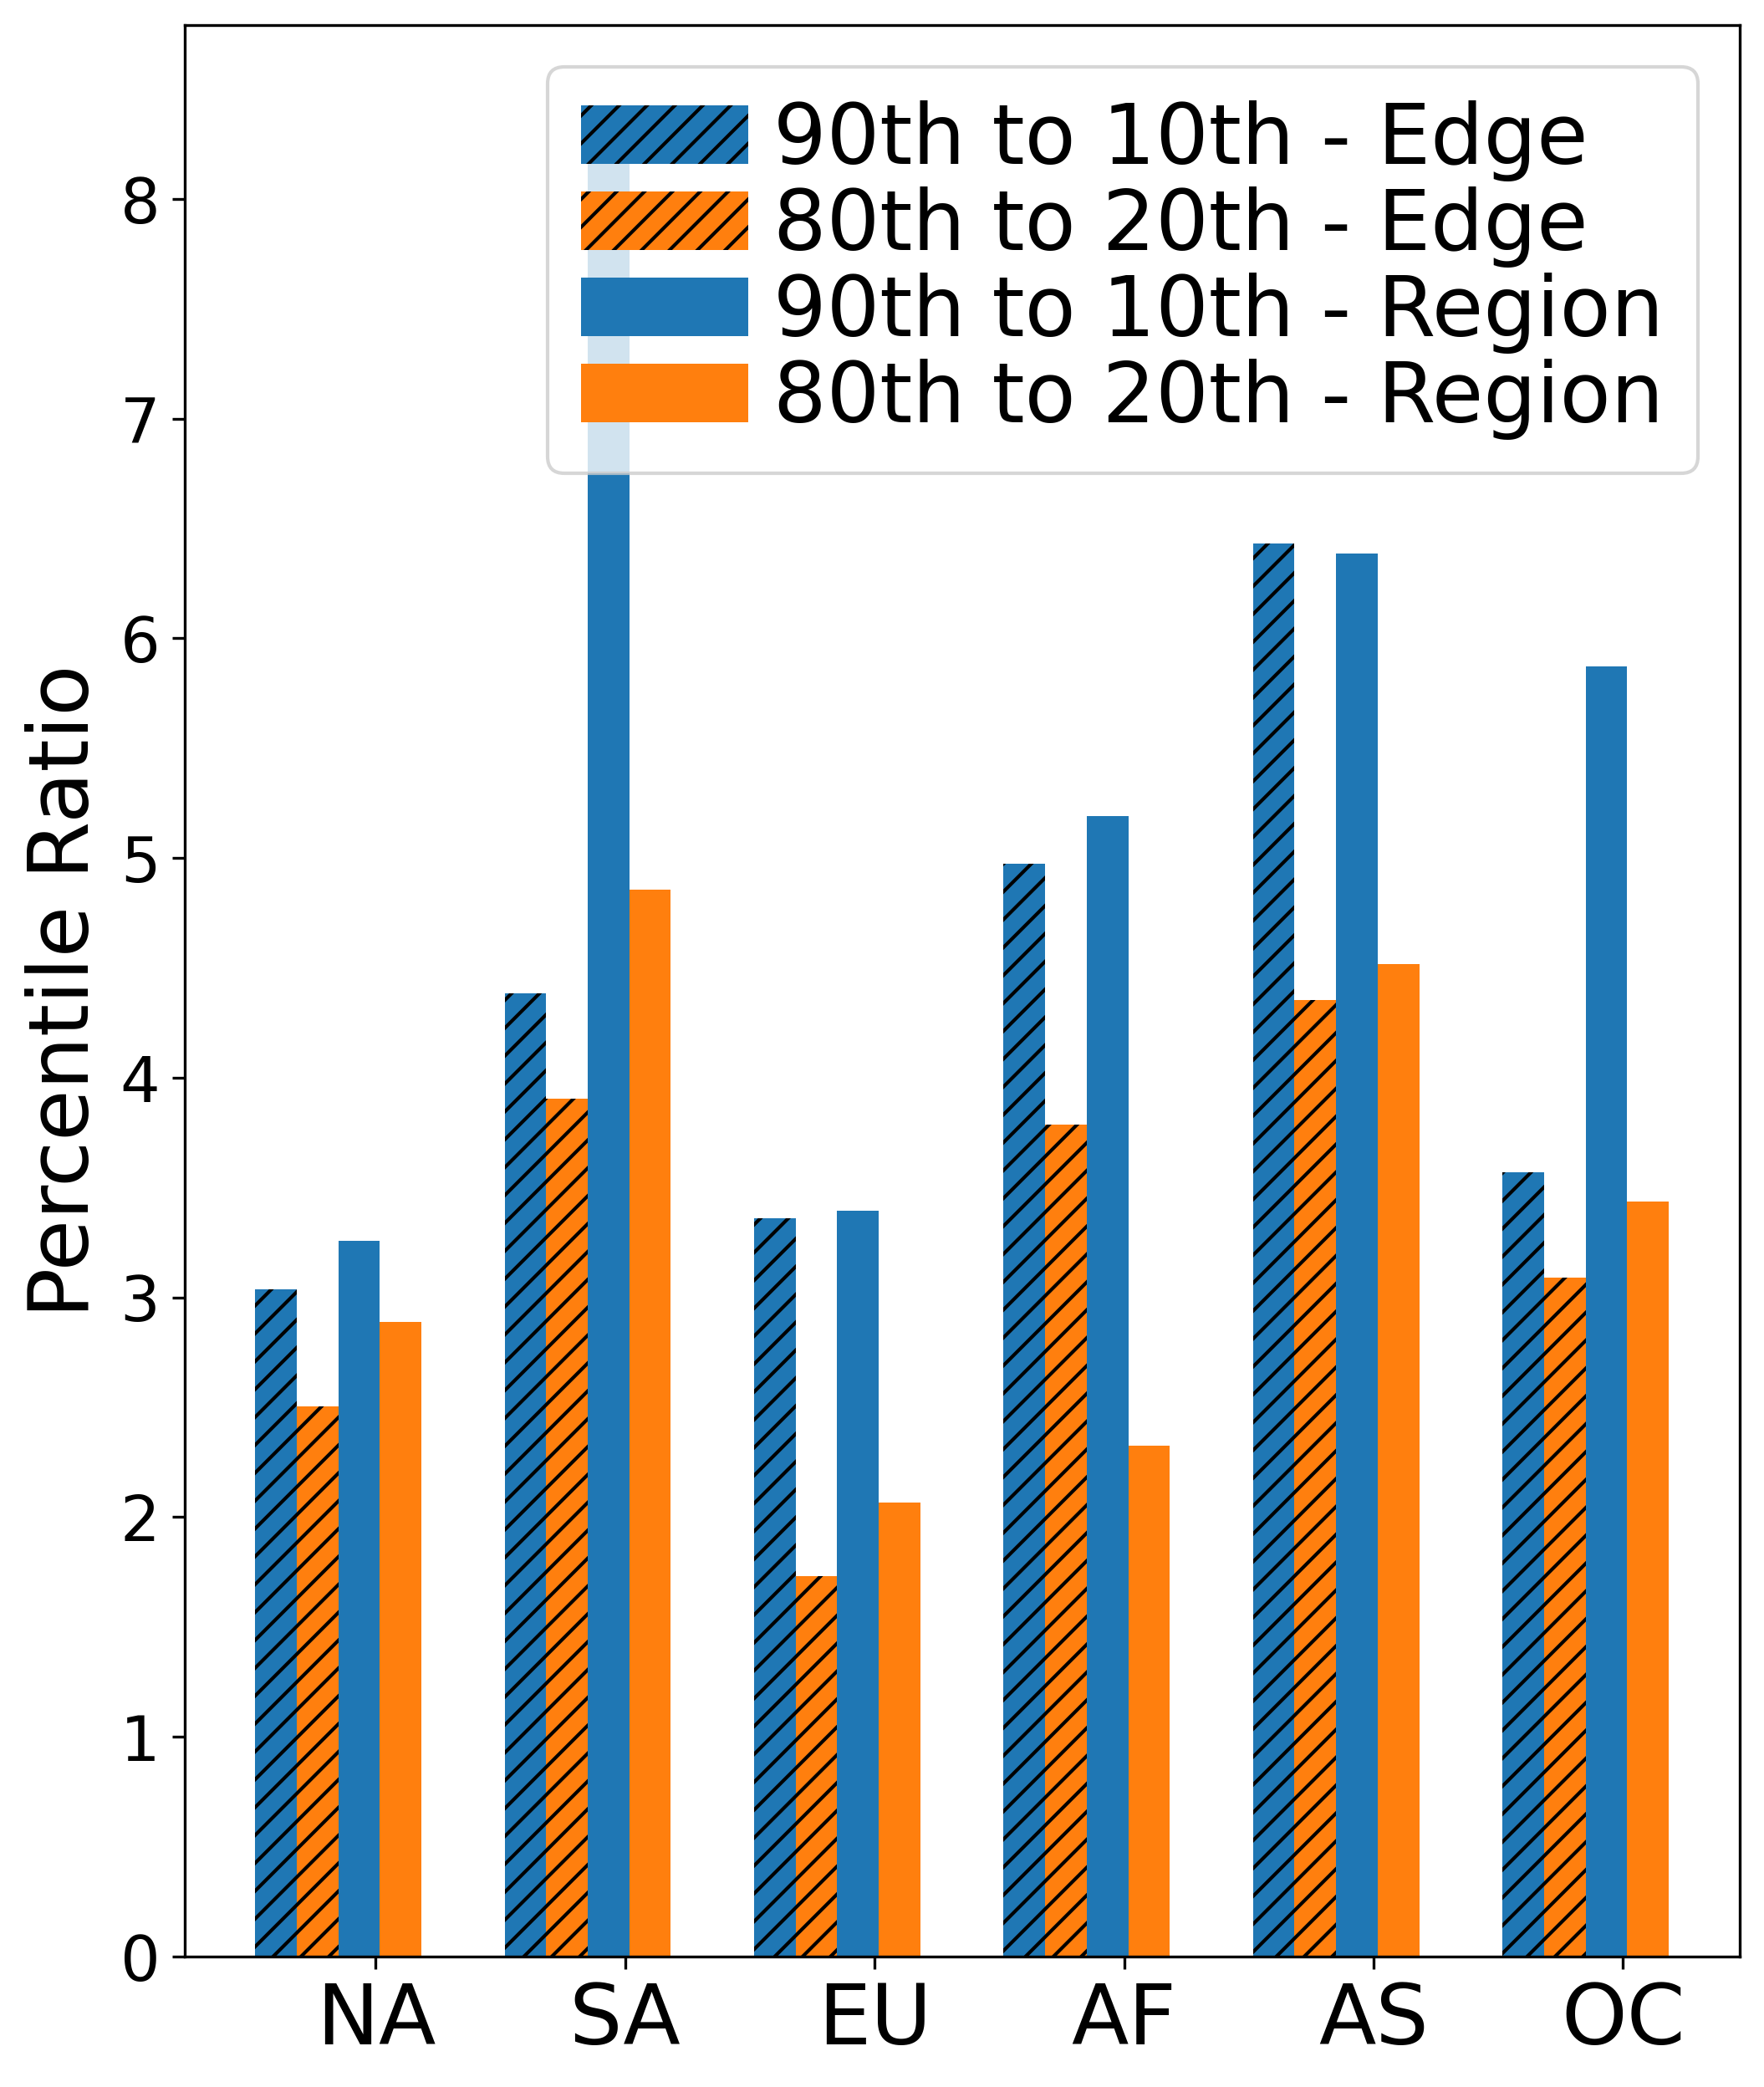 90th to 10th - Edge
80th to 20th - Edge
90th to 10th - Region
80th to 20th - Region
Percentile Ratio
8
7
6
5
4
3
2
1
0
NA SA EU AF AS OC